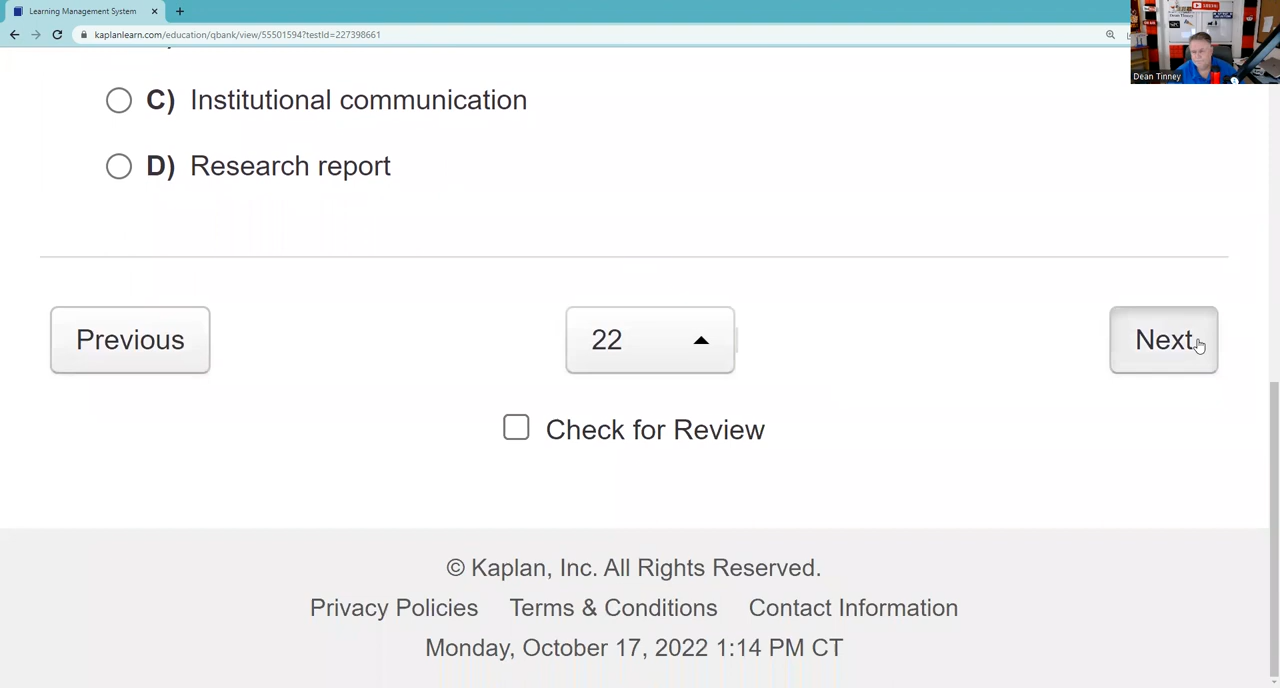 Learning Management System
kaplanlearn.com/education/qbank/view/55501594?testId=227398661
Dean Tinney
C) Institutional communication
D) Research report
Previous
22
Next
Check for Review
© Kaplan, Inc. All Rights Reserved.
Privacy Policies Terms & Conditions Contact Information
Monday, October 17, 2022 1:14 PM CT